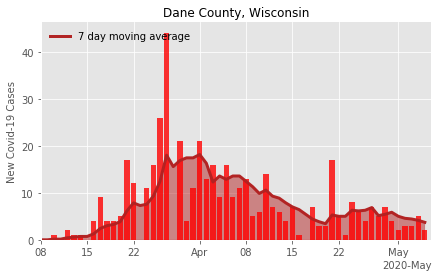 Dane County, Wisconsin
7 day moving average
New Covid-19 Cases
40
30
20
10
0
08
15
22
Apr
08
15
22
May
2020-May